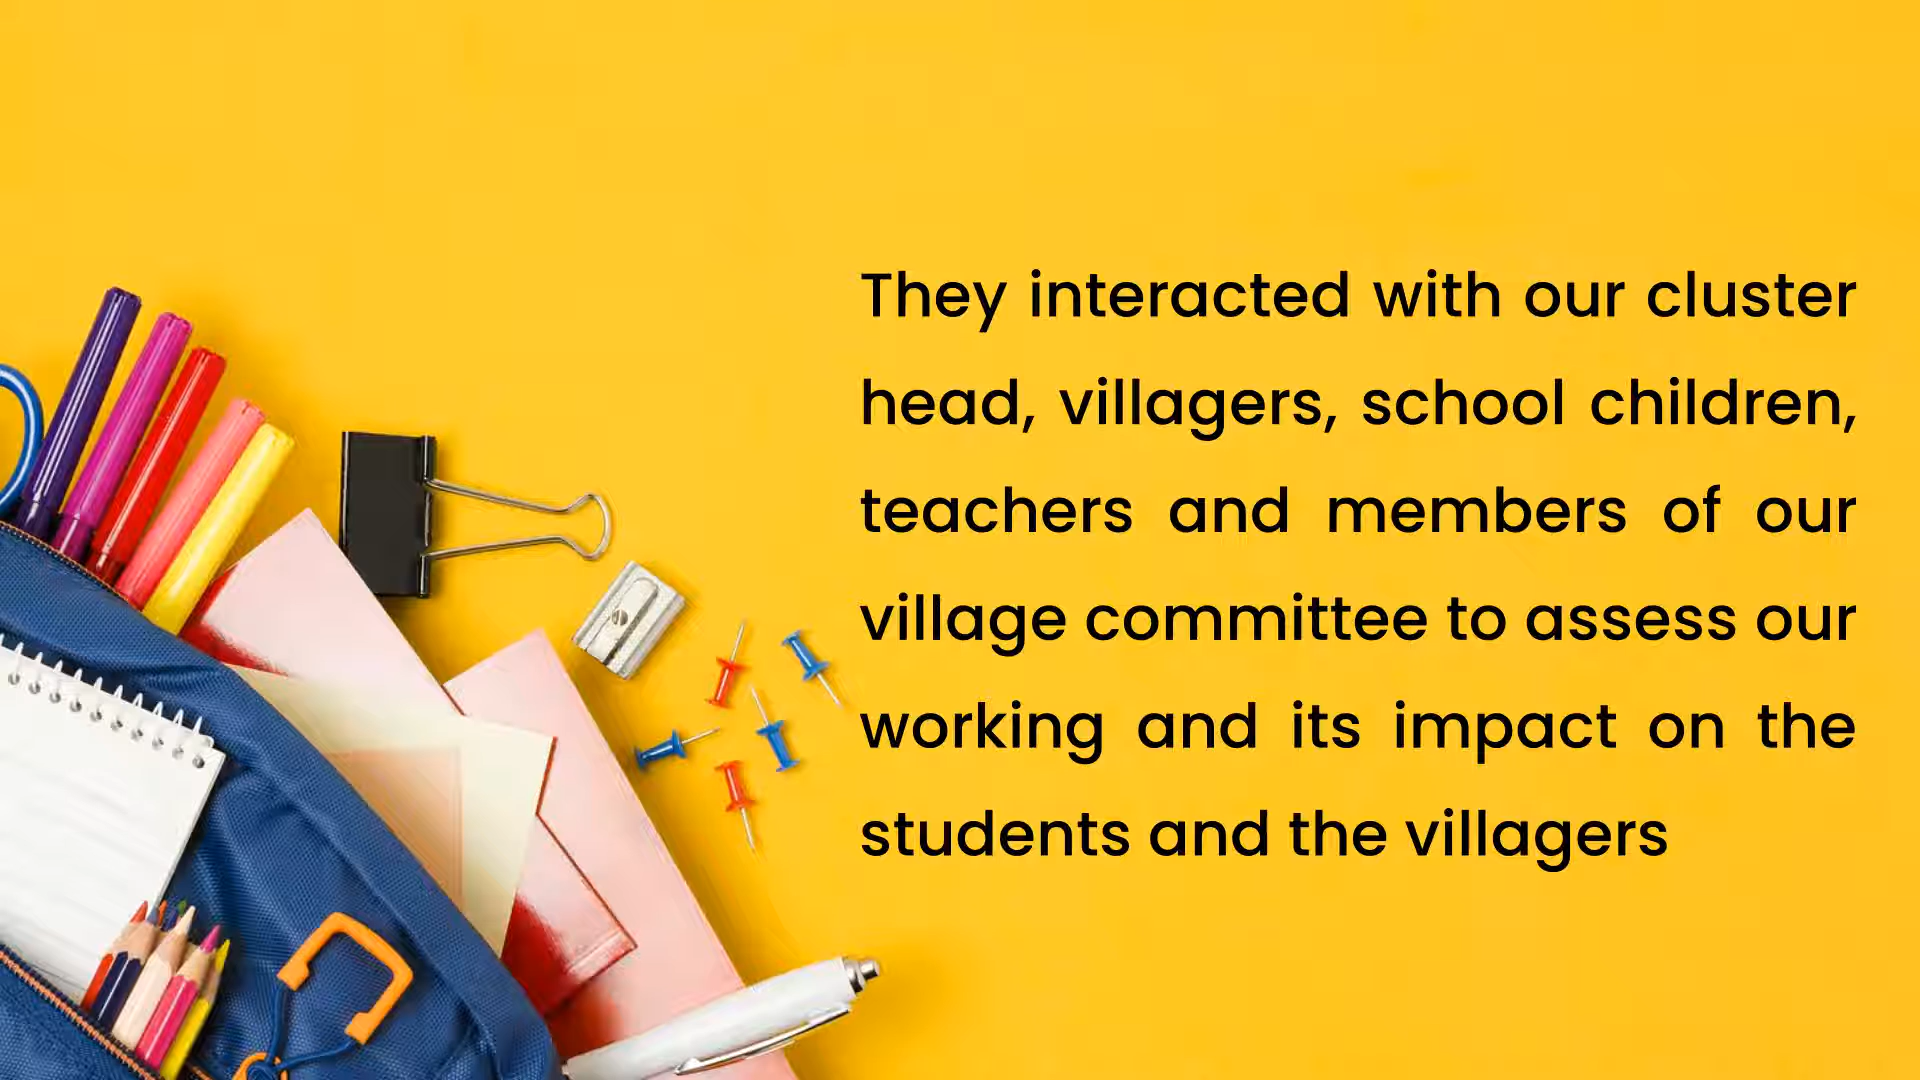 They interacted with our cluster
head, villagers, school children,
teachers and members of our
village committee to assess our
working and its impact on the
students and the villagers